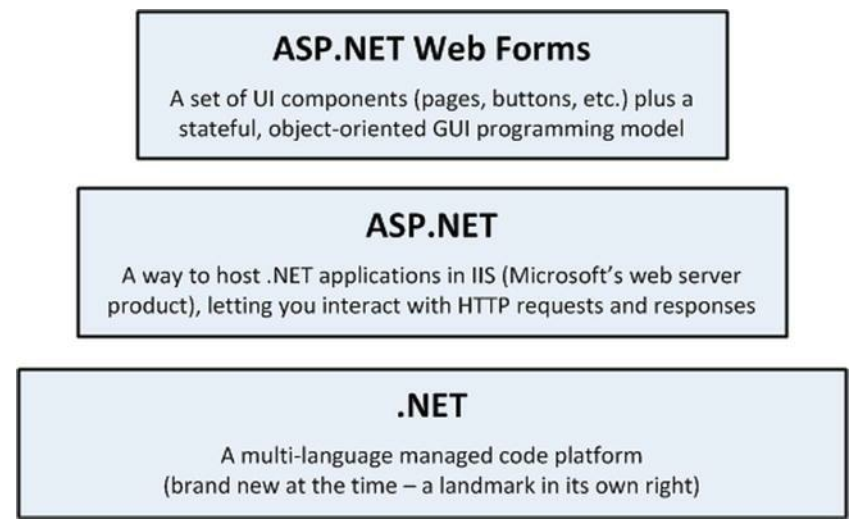 ASP.NET Web Forms
A set of UI components (pages, buttons, etc.) plus a
stateful, object-oriented GUI programming model
ASP.NET
A way to host .NET applications in IIS (Microsoft's web server
product), letting you interact with HTTP requests and responses
.NET
A multi-language managed code platform
(brand new at the time – a landmark in its own right)